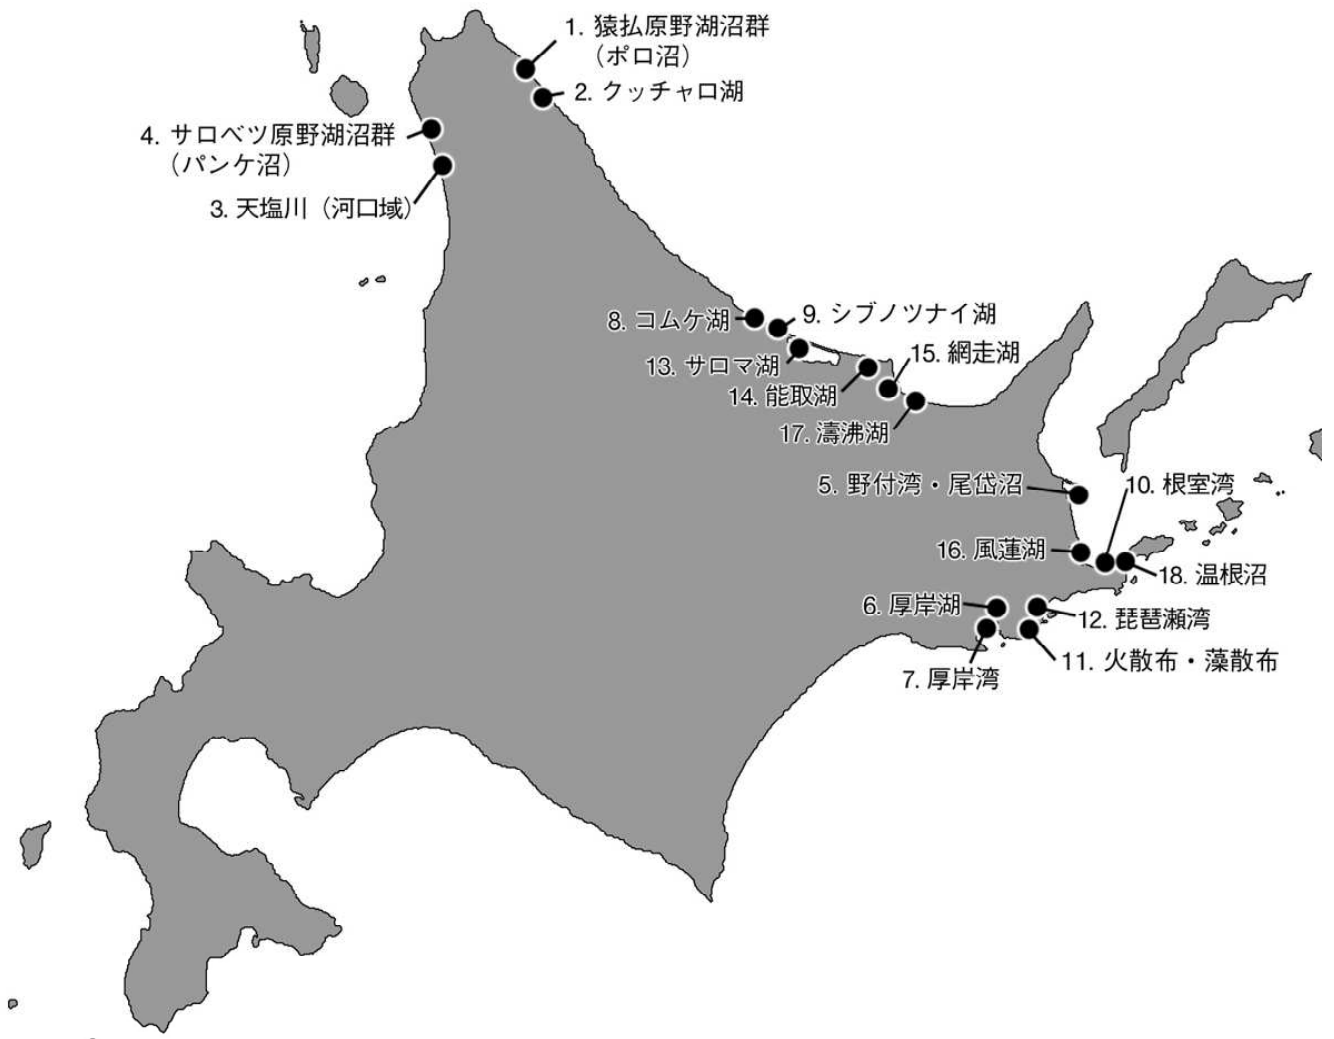 1. 猿払原野湖沼群
（ポロ沼）
2. クッチャロ湖
4. サロベツ原野湖沼群
（パンケ沼）
3. 天塩川（河口域）
8. コムケ湖
9. シブノツナイ湖
13. サロマ湖
15. 網走湖
14. 能取湖
17. 濤沸湖
5. 野付湾・尾岱沼
10. 根室湾
16. 風蓮湖
18. 温根沼
6. 厚岸湖
12. 琵琶瀬湾
11. 火散布・藻散布
7. 厚岸湾